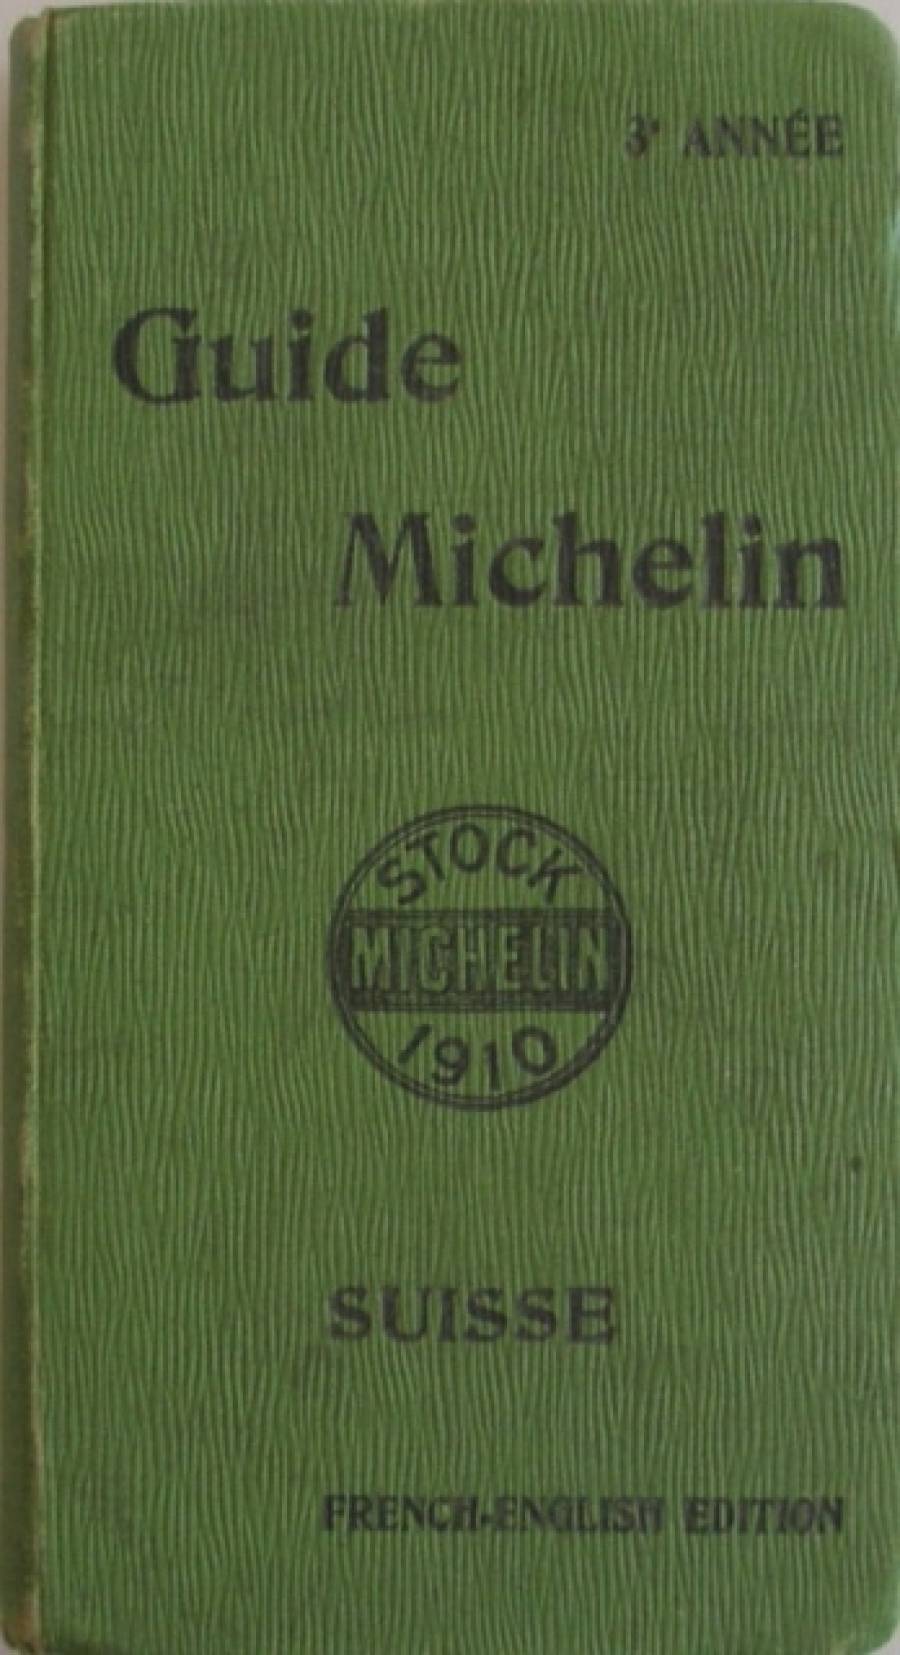 3e ANNÉE
Guide
Michelin
STOCK
MICHELIN
1910
SUISSE
FRENCH-ENGLISH EDITION